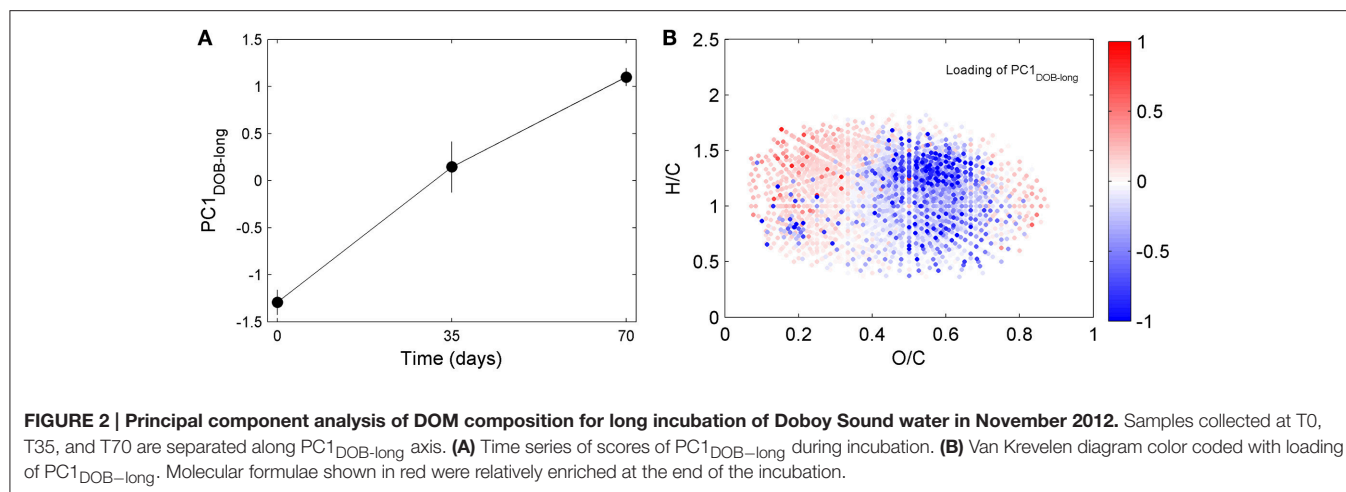 A
1.5
1
0.5
0
-0.5
-1
-1.5
PC1DOB-long
0
35
70
Time (days)
B
2.5
2
1.5
1
0.5
0
H/C
Loading of PC1DOB-long
0
0.2
0.4
0.6
0.8
1
O/C
1
0.5
0
-0.5
-1
FIGURE 2 | Principal component analysis of DOM composition for long incubation of Doboy Sound water in November 2012. Samples collected at T0,
T35, and T70 are separated along PC1DOB-long axis. (A) Time series of scores of PC1DOB−long during incubation. (B) Van Krevelen diagram color coded with loading
of PC1DOB−long. Molecular formulae shown in red were relatively enriched at the end of the incubation.